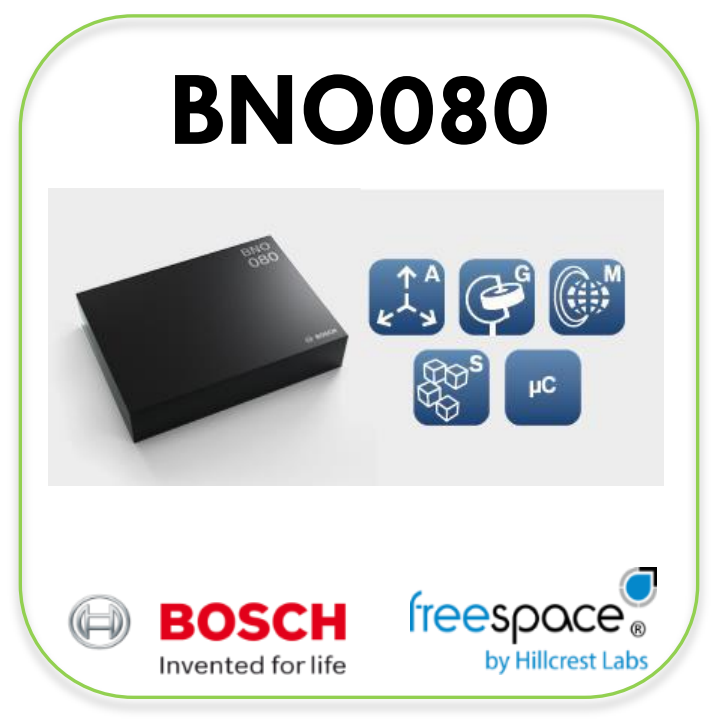 BNO080
BNO
080
BOSCH
A
G
M
S
µC
BOSCH
Invented for life
freespace®
by Hillcrest Labs